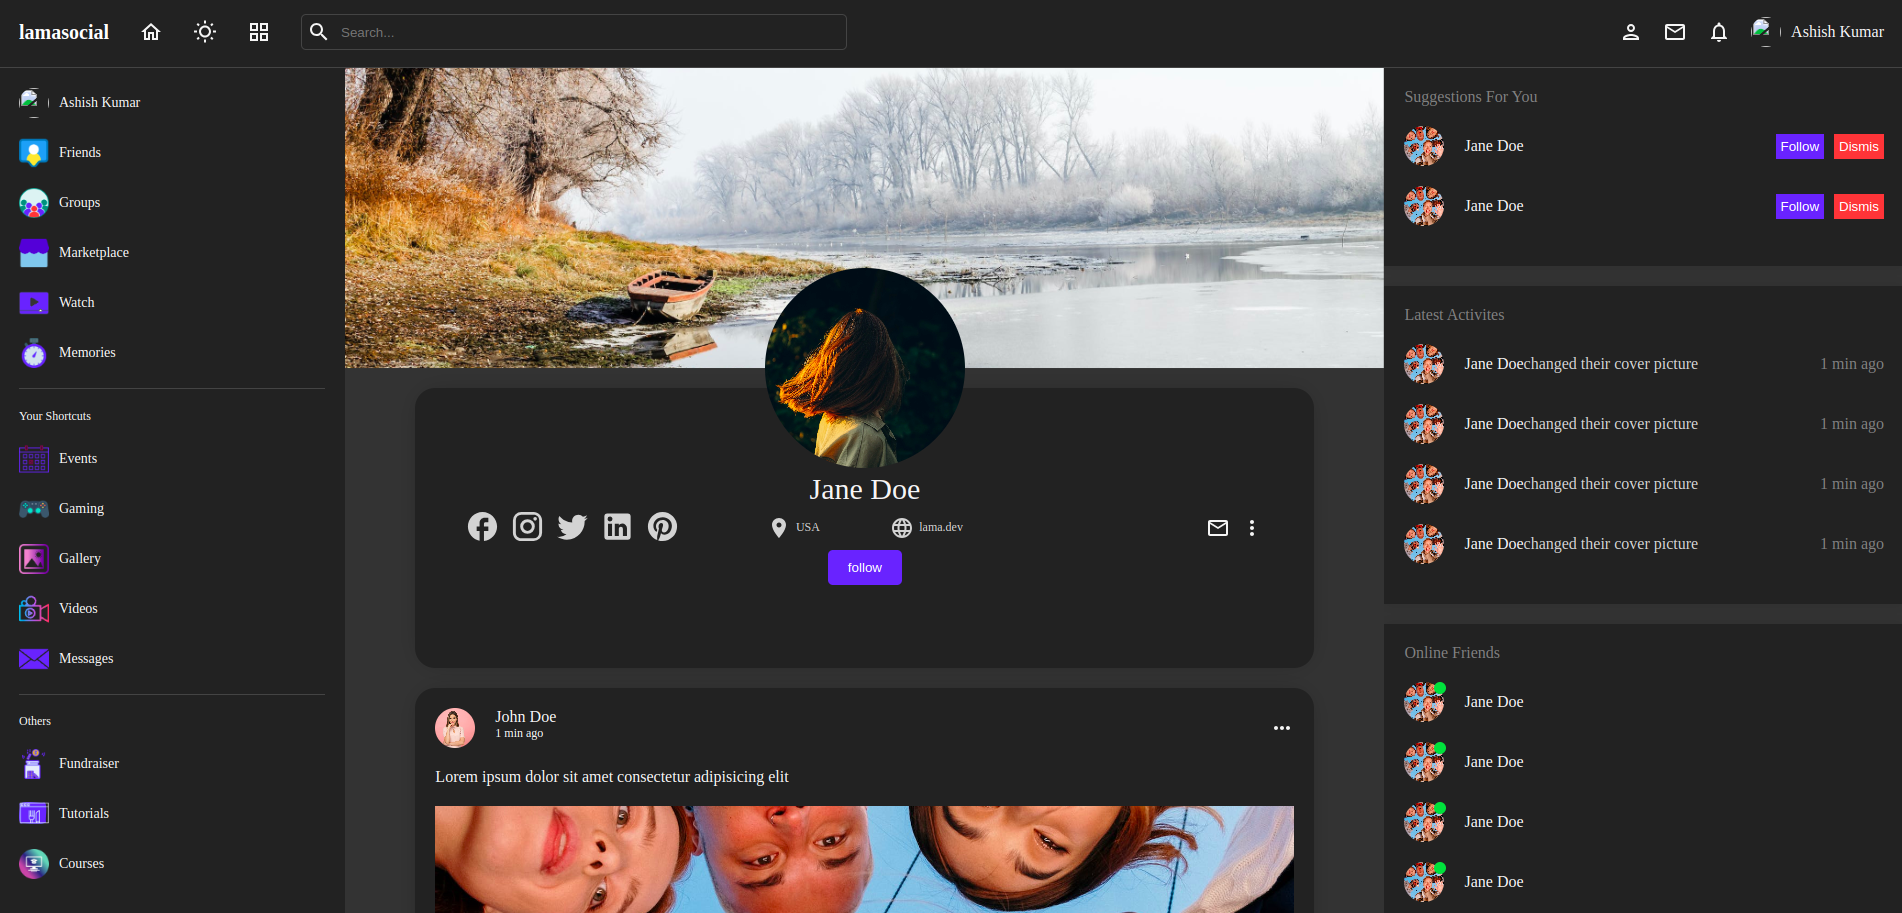 lamasocial
Search...
Ashish Kumar
Ashish Kumar
Friends
Groups
Marketplace
Watch
Memories
Your Shortcuts
Events
Gaming
Gallery
Videos
Messages
Others
Fundraiser
Tutorials
Courses
Jane Doe
USA
lama.dev
follow
John Doe
1 min ago
Lorem ipsum dolor sit amet consectetur adipisicing elit
Suggestions For You
Jane Doe Follow Dismis
Jane Doe Follow Dismis
Latest Activites
Jane Doechanged their cover picture 1 min ago
Jane Doechanged their cover picture 1 min ago
Jane Doechanged their cover picture 1 min ago
Jane Doechanged their cover picture 1 min ago
Online Friends
Jane Doe
Jane Doe
Jane Doe
Jane Doe